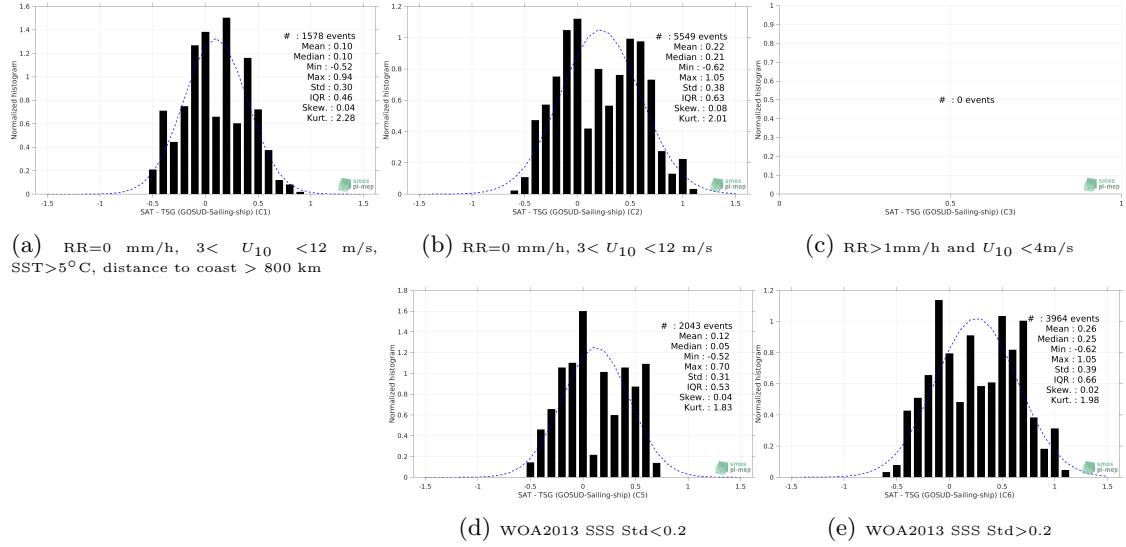 1.6
1.4
1.2
1
0.8
0.6
0.4
0.2
0
Normalized histogram
# : 1578 events
Mean : 0.10
Median : 0.10
Min : -0.52
Max : 0.94
Std : 0.30
IQR : 0.46
Skew. : 0.04
Kurt. : 2.28
smos
pi-mep
-1.5 -1 -0.5 0 0.5 1 1.5
SAT - TSG (GOSUD-Sailing-ship) (C1)
(a) RR=0 mm/h, 3< U10 <12 m/s,
SST>5°C, distance to coast > 800 km
1.2
1
0.8
0.6
0.4
0.2
0
Normalized histogram
# : 5549 events
Mean : 0.22
Median : 0.21
Min : -0.62
Max : 1.05
Std : 0.38
IQR : 0.63
Skew. : 0.08
Kurt. : 2.01
smos
pi-mep
-1.5 -1 -0.5 0 0.5 1 1.5
SAT - TSG (GOSUD-Sailing-ship) (C2)
(b) RR=0 mm/h, 3< U10 <12 m/s
1
0.9
0.8
0.7
0.6
0.5
0.4
0.3
0.2
0.1
0
Normalized histogram
# : 0 events
smos
pi-mep
0 0.5 1
SAT - TSG (GOSUD-Sailing-ship) (C3)
(c) RR>1mm/h and U10 <4m/s
1.8
1.6
1.4
1.2
1
0.8
0.6
0.4
0.2
0
Normalized histogram
# : 2043 events
Mean : 0.12
Median : 0.05
Min : -0.52
Max : 0.70
Std : 0.31
IQR : 0.53
Skew. : 0.04
Kurt. : 1.83
smos
pi-mep
-1.5 -1 -0.5 0 0.5 1 1.5
SAT - TSG (GOSUD-Sailing-ship) (C5)
(d) WOA2013 SSS Std<0.2
1.2
1
0.8
0.6
0.4
0.2
0
Normalized histogram
# : 3964 events
Mean : 0.26
Median : 0.25
Min : -0.62
Max : 1.05
Std : 0.39
IQR : 0.66
Skew. : 0.02
Kurt. : 1.98
smos
pi-mep
-1.5 -1 -0.5 0 0.5 1 1.5
SAT - TSG (GOSUD-Sailing-ship) (C6)
(e) WOA2013 SSS Std>0.2